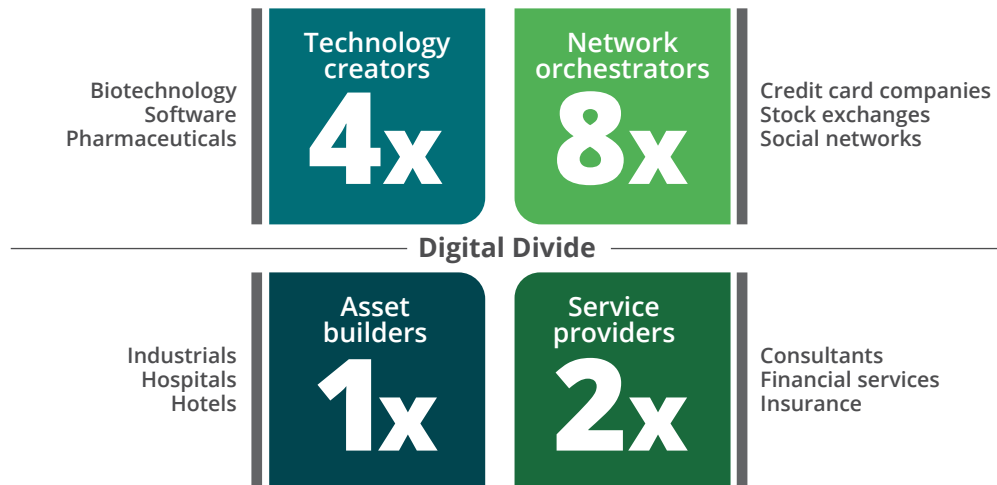 Biotechnology
Software
Pharmaceuticals
Technology
creators
4x
Network
orchestrators
8x
Credit card companies
Stock exchanges
Social networks
Digital Divide
Industrials
Hospitals
Hotels
Asset
builders
1x
Service
providers
2x
Consultants
Financial services
Insurance